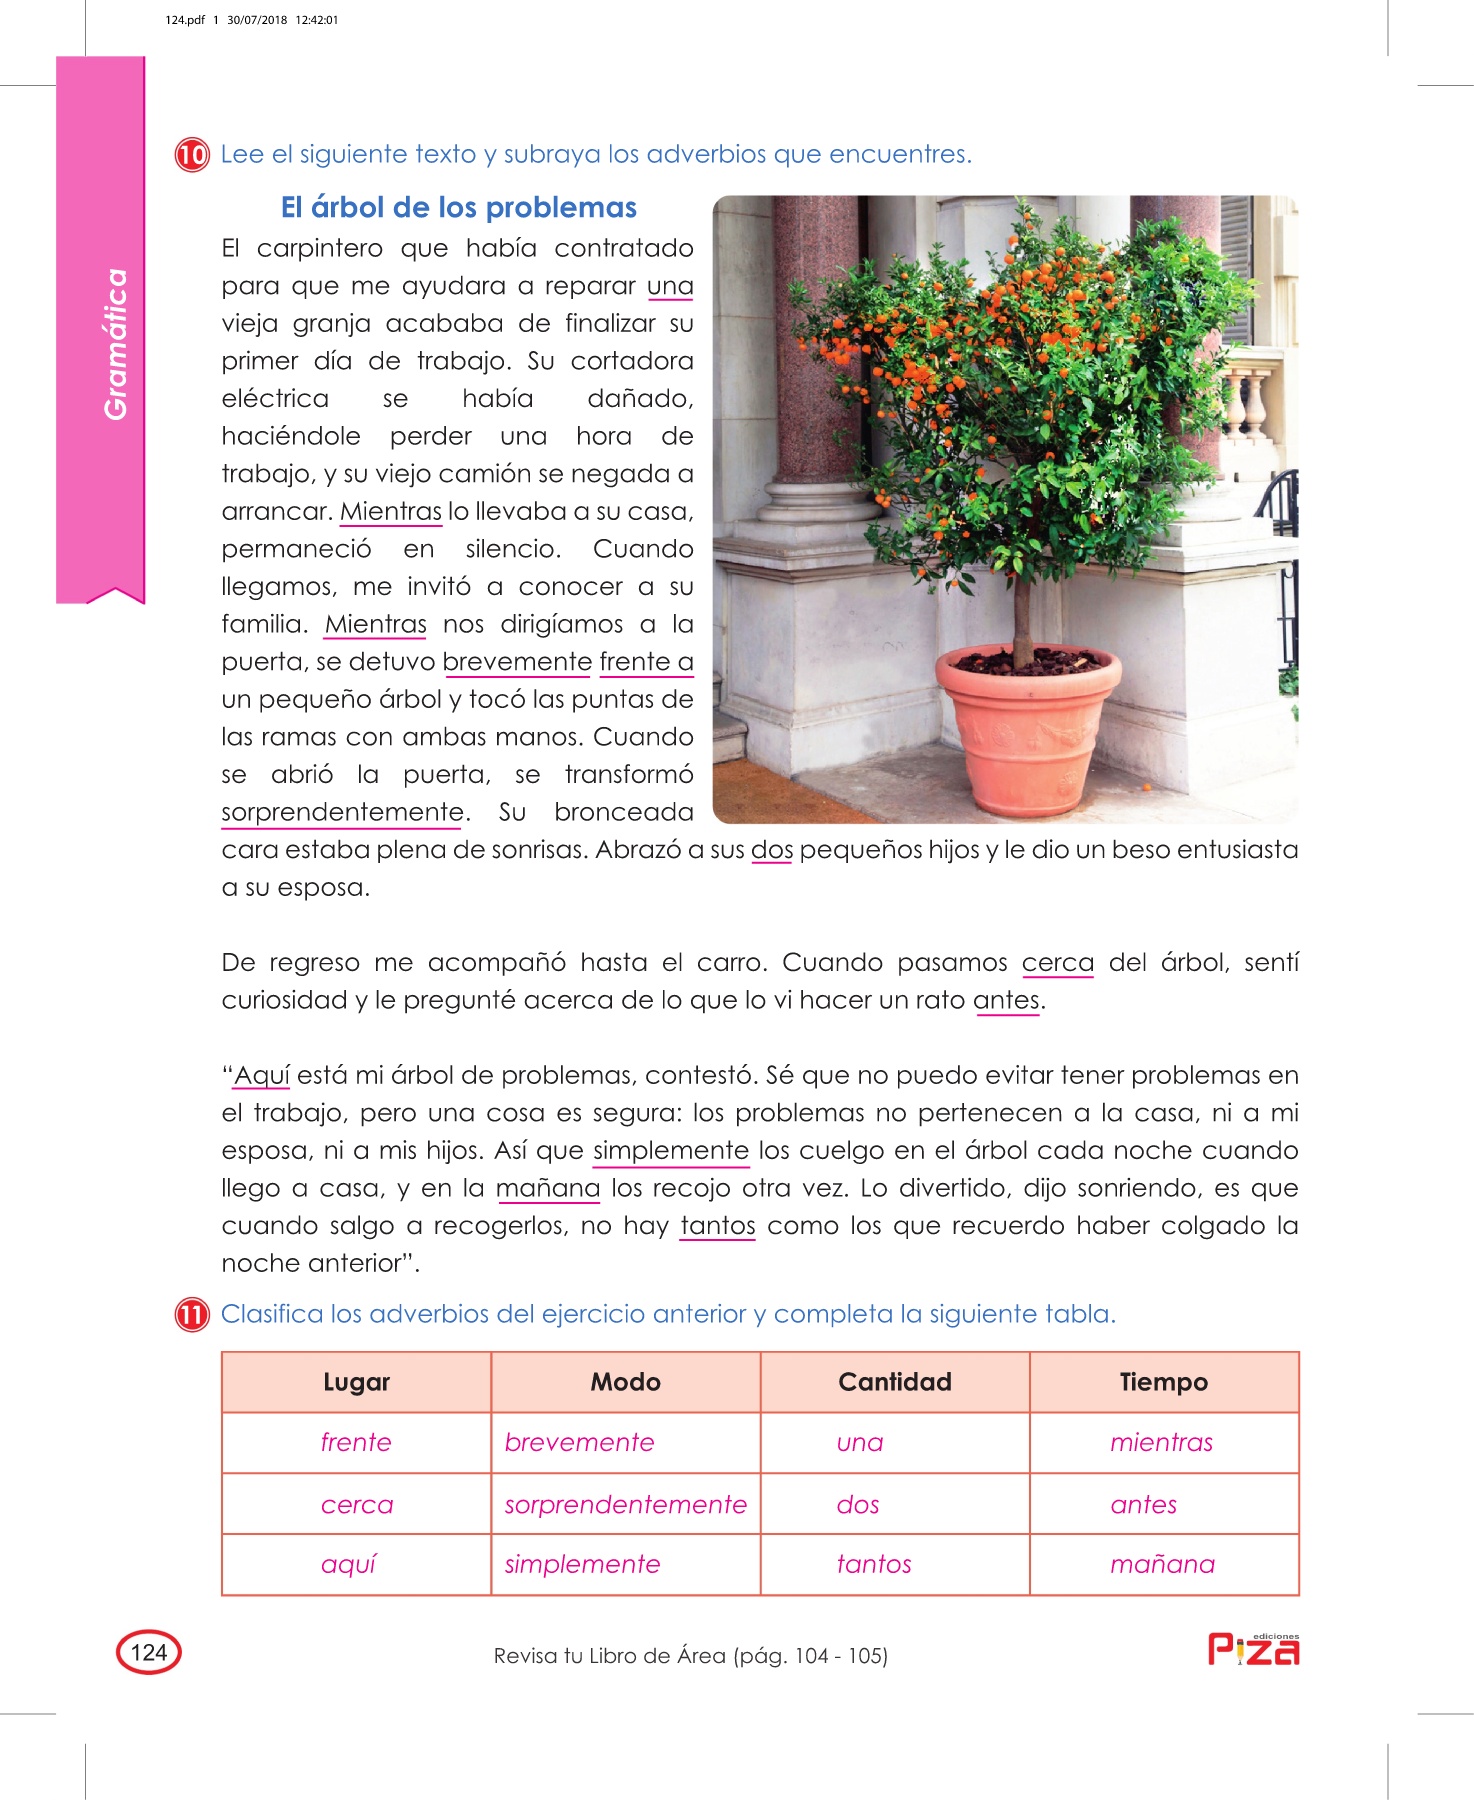 124.pdf 1 30/07/2018 12:42:01
Gramática
10 Lee el siguiente texto y subraya los adverbios que encuentres.
El árbol de los problemas
El carpintero que había contratado
para que me ayudara a reparar una
vieja granja acababa de finalizar su
primer día de trabajo. Su cortadora
eléctrica se había dañado,
haciéndole perder una hora de
trabajo, y su viejo camión se negada a
arrancar. Mientras lo llevaba a su casa,
permaneció en silencio. Cuando
llegamos, me invitó a conocer a su
familia. Mientras nos dirigíamos a la
puerta, se detuvo brevemente frente a
un pequeño árbol y tocó las puntas de
las ramas con ambas manos. Cuando
se abrió la puerta, se transformó
sorprendentemente. Su bronceada
cara estaba plena de sonrisas. Abrazó a sus dos pequeños hijos y le dio un beso entusiasta
a su esposa.
De regreso me acompañó hasta el carro. Cuando pasamos cerca del árbol, sentí
curiosidad y le pregunté acerca de lo que lo vi hacer un rato antes.
“Aquí está mi árbol de problemas, contestó. Sé que no puedo evitar tener problemas en
el trabajo, pero una cosa es segura: los problemas no pertenecen a la casa, ni a mi
esposa, ni a mis hijos. Así que simplemente los cuelgo en el árbol cada noche cuando
llego a casa, y en la mañana los recojo otra vez. Lo divertido, dijo sonriendo, es que
cuando salgo a recogerlos, no hay tantos como los que recuerdo haber colgado la
noche anterior”.
11 Clasifica los adverbios del ejercicio anterior y completa la siguiente tabla.
Lugar Modo Cantidad Tiempo
frente brevemente una mientras
cerca sorprendentemente dos antes
aquí simplemente tantos mañana
124 Revisa tu Libro de Área (pág. 104 - 105)
ediciones
Piza